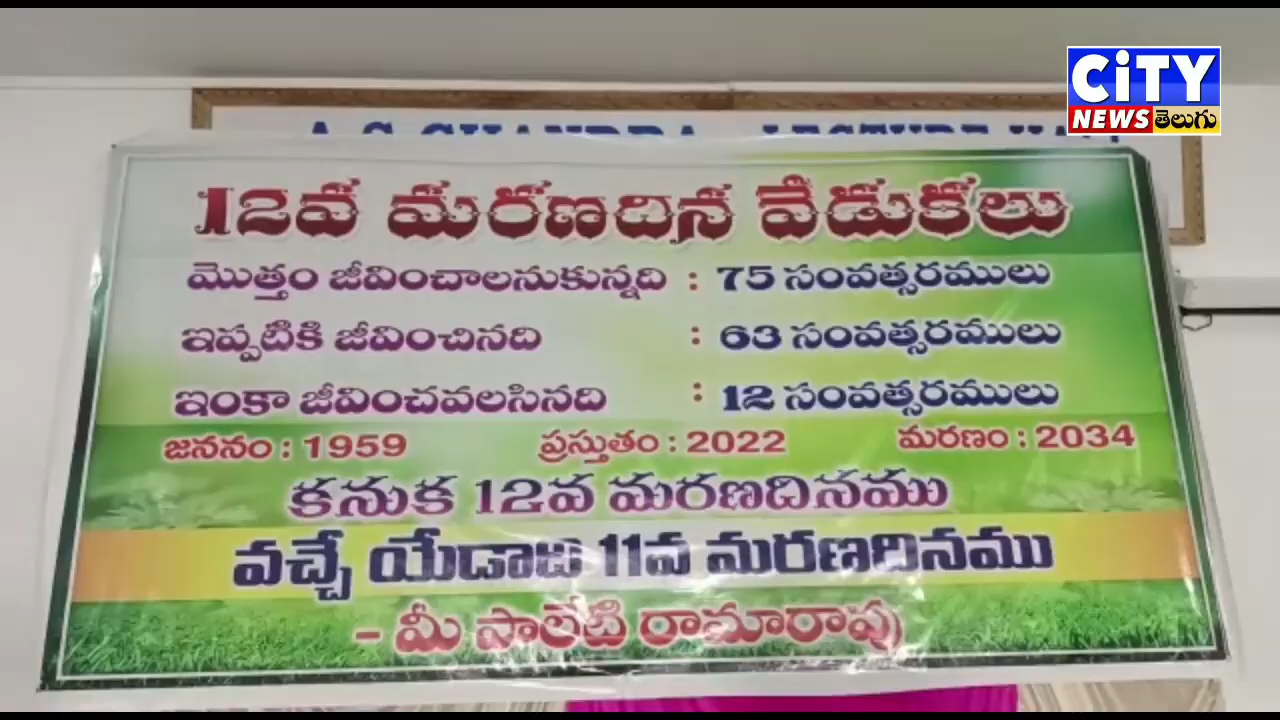 CiTY
NEWS తెలుగు
12వ మరణదిన వేడుకలు
మొత్తం జీవించాలనుకున్నది : 75 సంవత్సరములు
ఇప్పటికి జీవించినది : 63 సంవత్సరములు
ఇంకా జీవించవలసినది : 12 సంవత్సరములు
జననం : 1959 ప్రస్తుతం : 2022 మరణం : 2034
కనుక 12వ మరణదినము
వచ్చే యేడాది 11వ మరణదినము
- మీ పాలేటి రామారావు